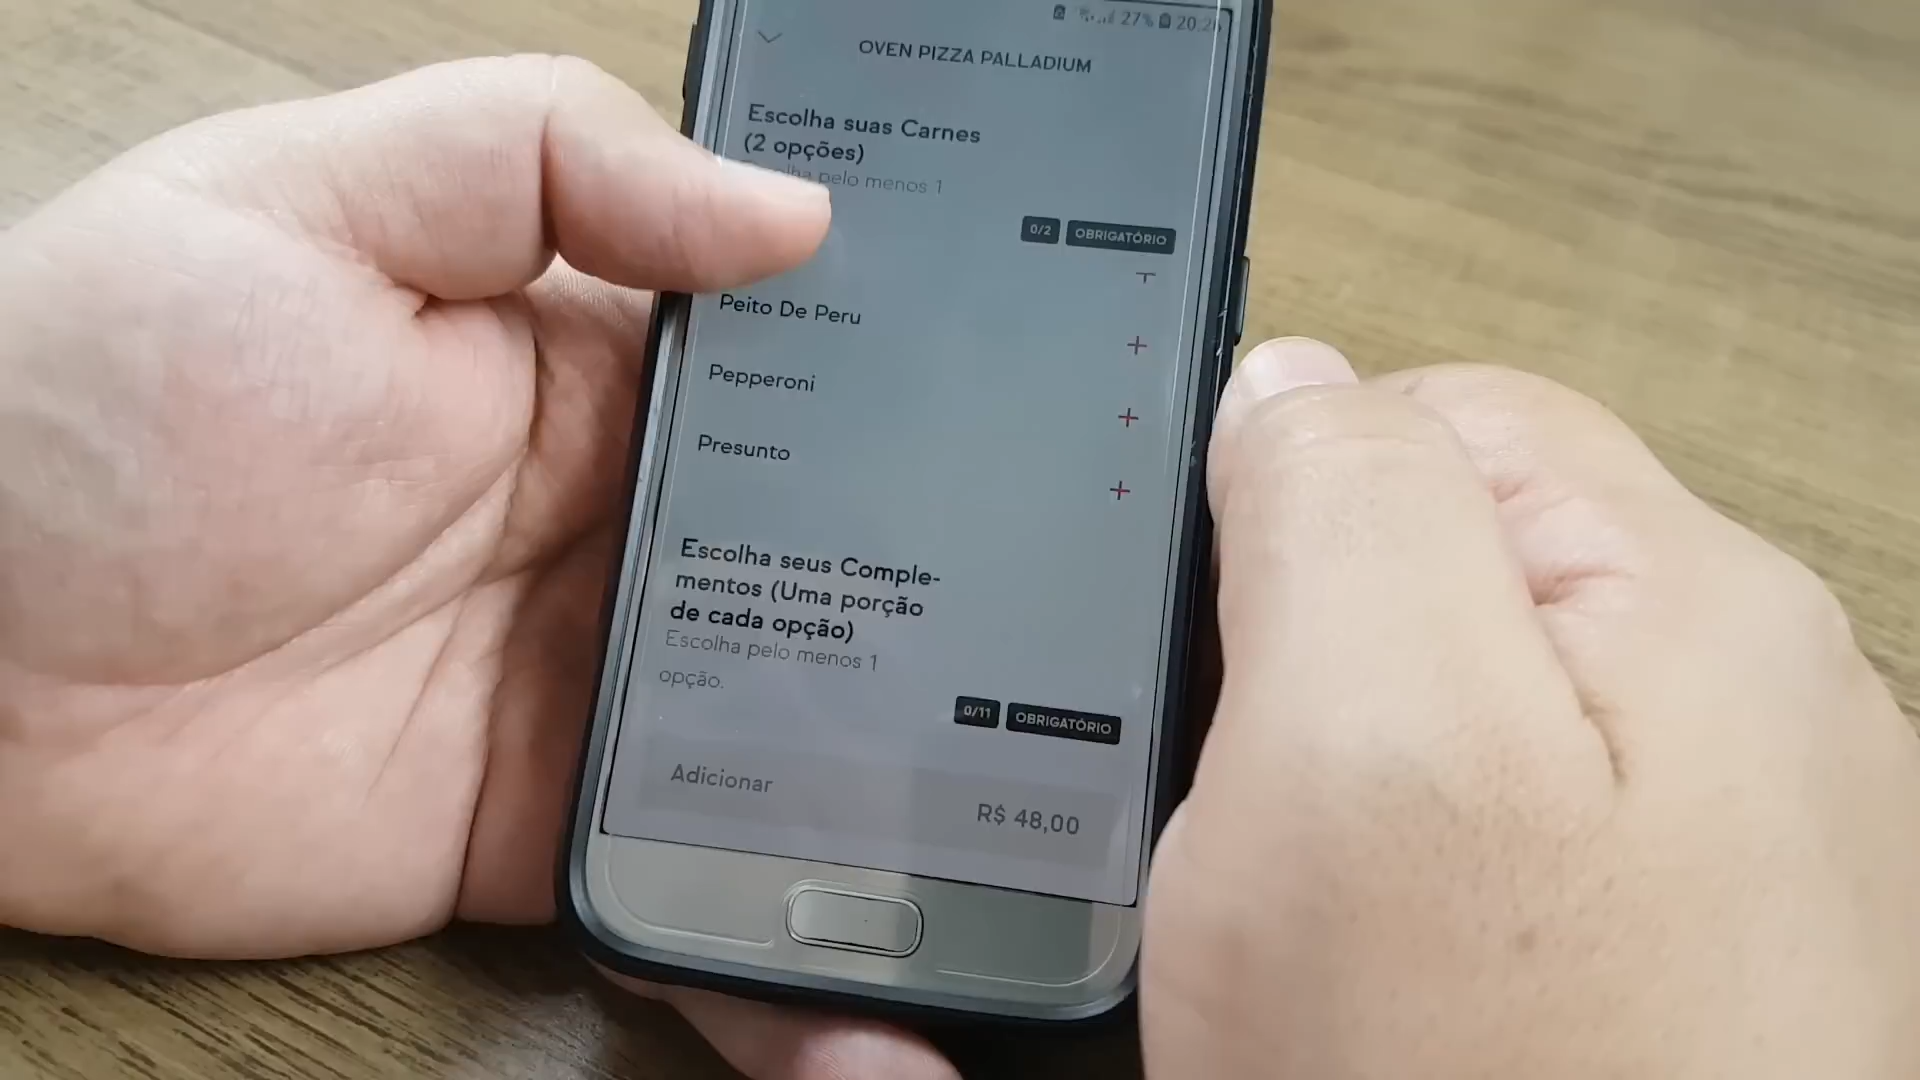 27% 20:2
OVEN PIZZA PALLADIUM
Escolha suas Carnes
(2 opções)
pelo menos 1
0/2 OBRIGATÓRIO
Peito De Peru
+
Pepperoni
+
Presunto
+
Escolha seus Comple-
mentos (Uma porção
de cada opção)
Escolha pelo menos 1
opção.
0/11 OBRIGATÓRIO
Adicionar
R$ 48,00